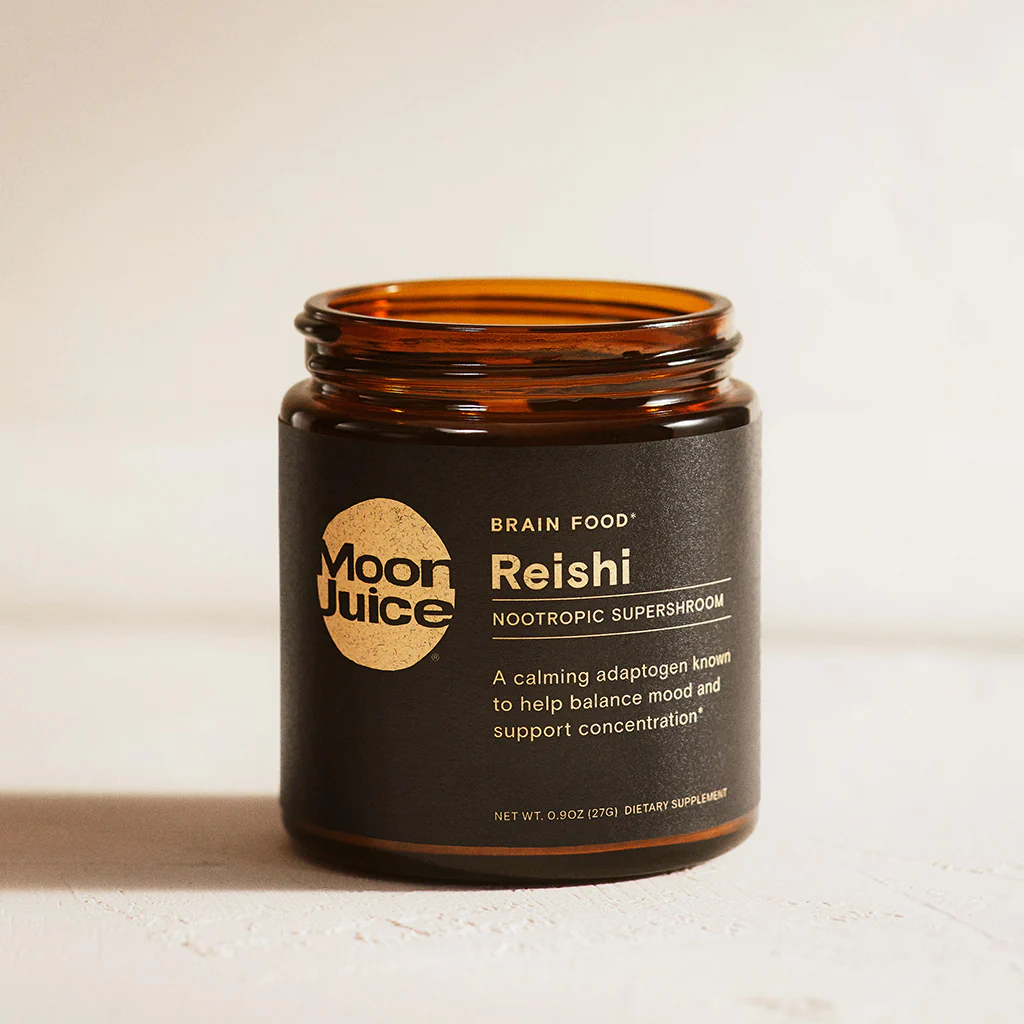 Moon
Juice
®
BRAIN FOOD*
Reishi
NOOTROPIC SUPERSHROOM
A calming adaptogen known
to help balance mood and
support concentration*
NET WT. 0.9OZ (27G) DIETARY SUPPLEMENT